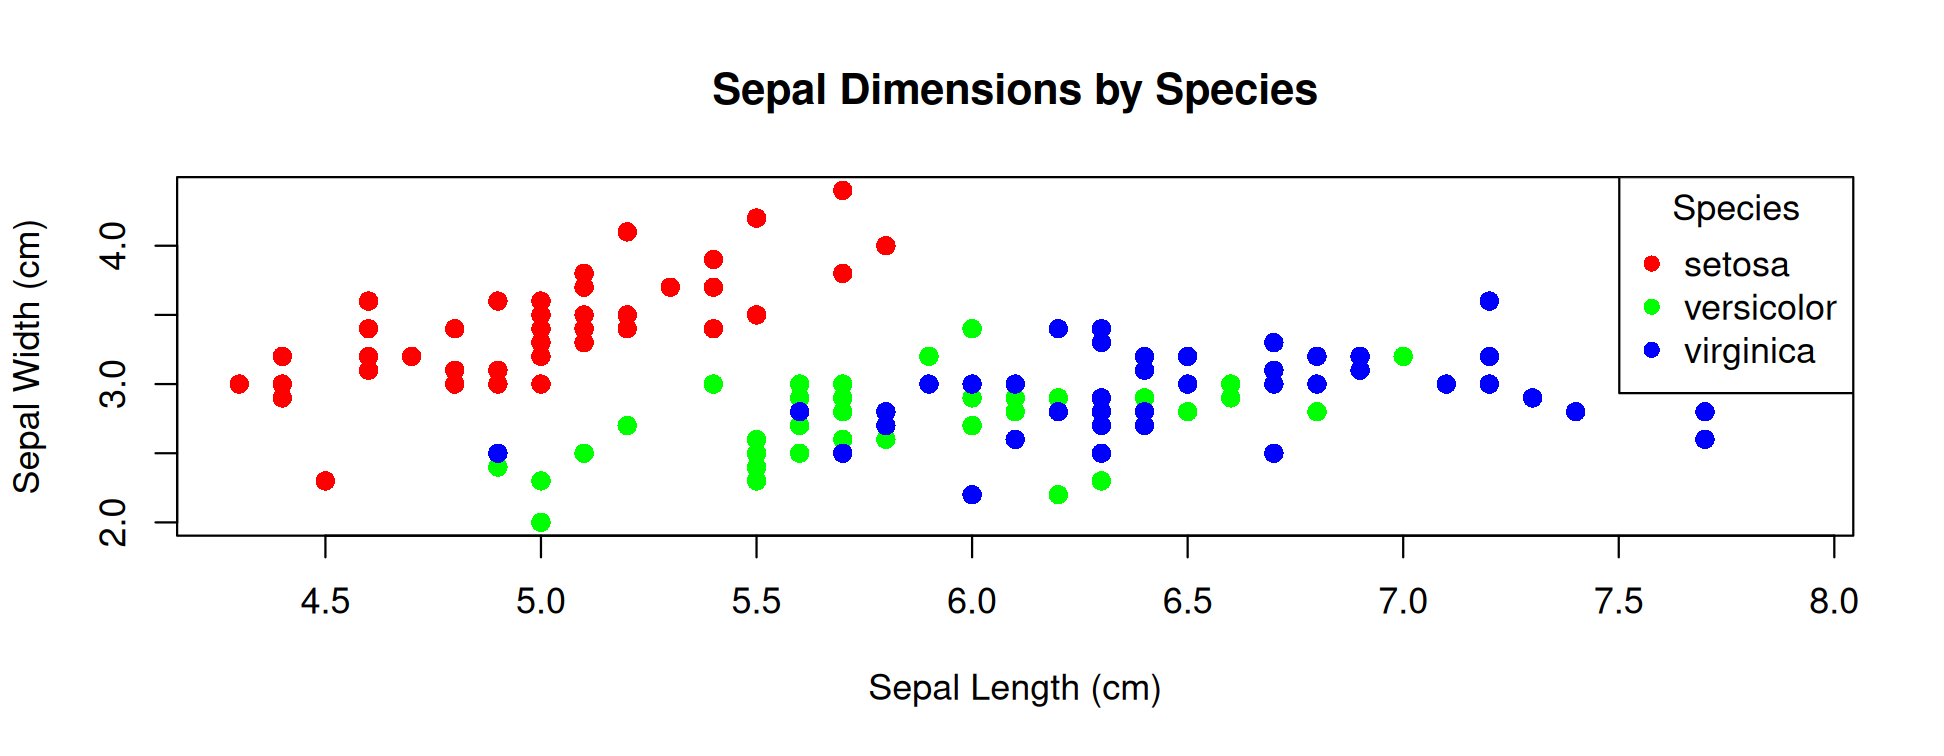 Sepal Dimensions by Species
Sepal Width (cm)
4.0
3.0
2.0
Species
setosa
versicolor
virginica
4.5 5.0 5.5 6.0 6.5 7.0 7.5 8.0
Sepal Length (cm)